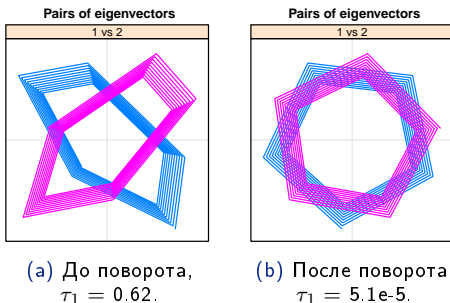 Pairs of eigenvectors
1 vs 2
(a) До поворота,
τ₁ = 0.62.
Pairs of eigenvectors
1 vs 2
(b) После поворота
τ₁ = 5.1e-5.